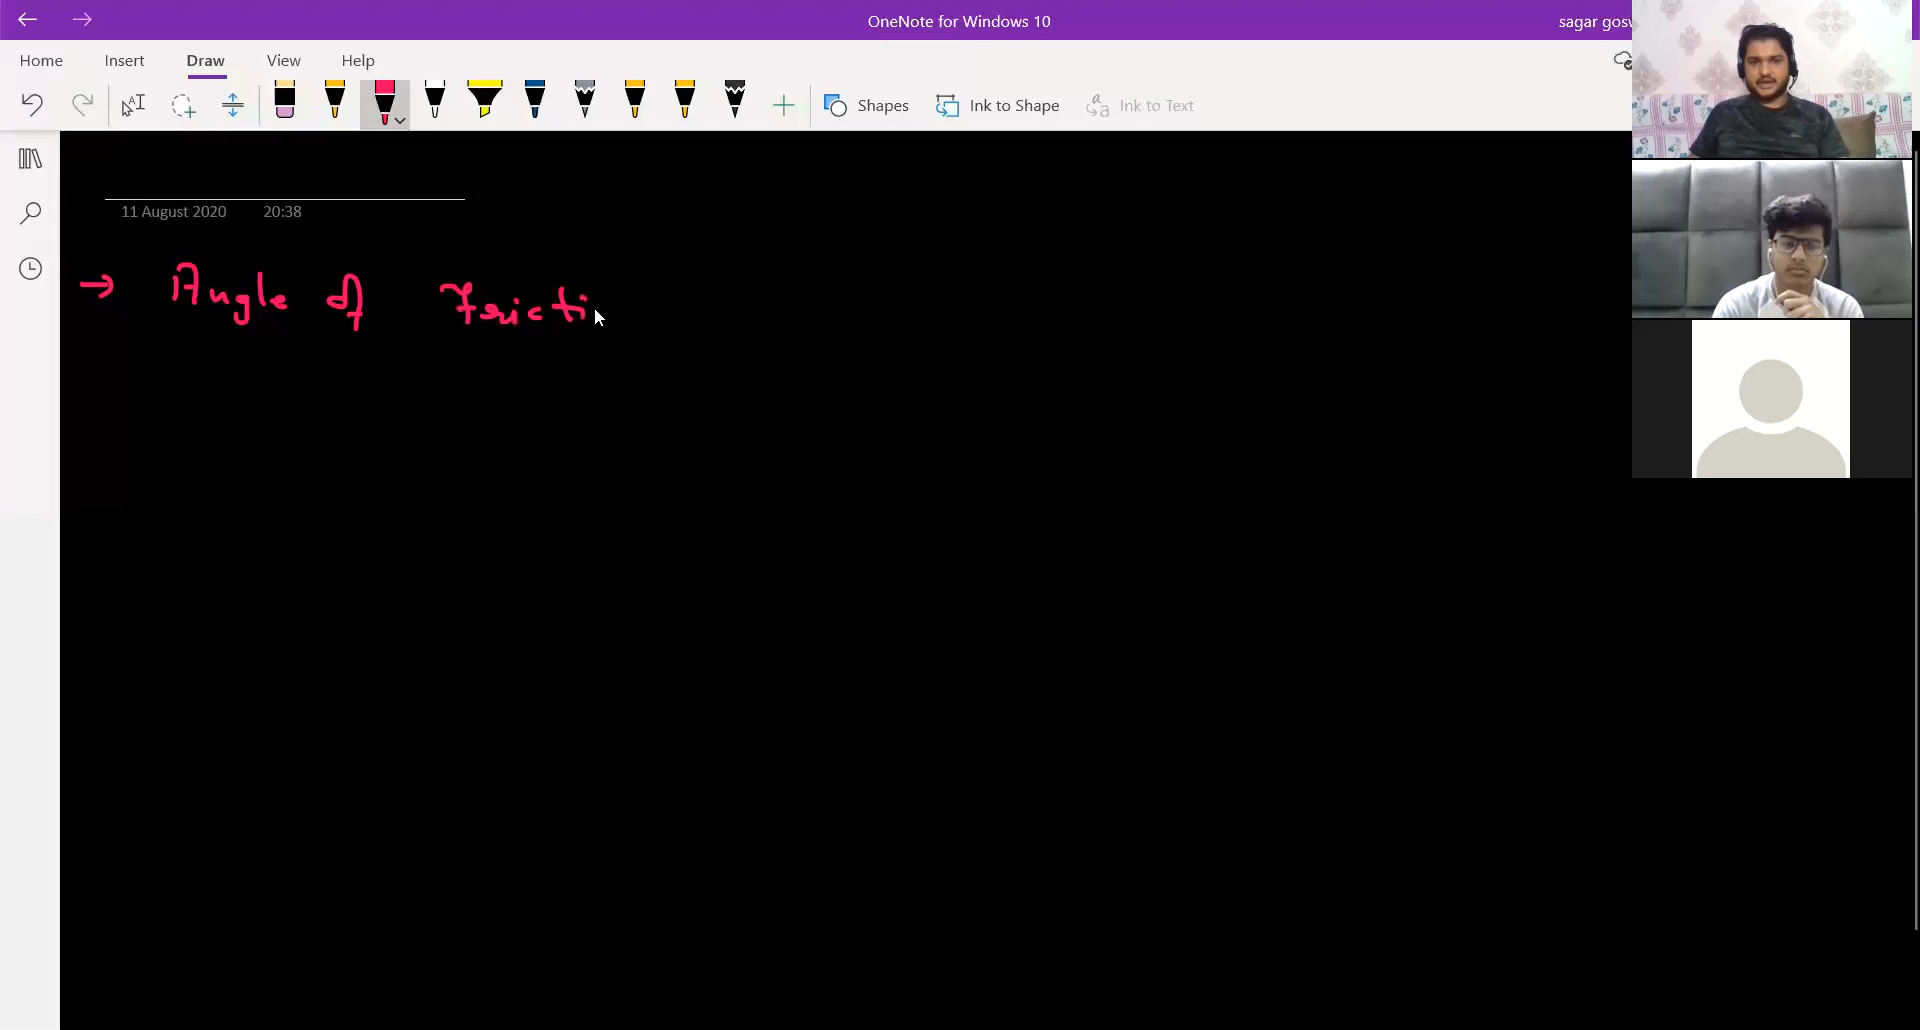 OneNote for Windows 10
sagar gosw
Home Insert Draw View Help
Shapes Ink to Shape Ink to Text
11 August 2020 20:38
→ Angle of Fricti